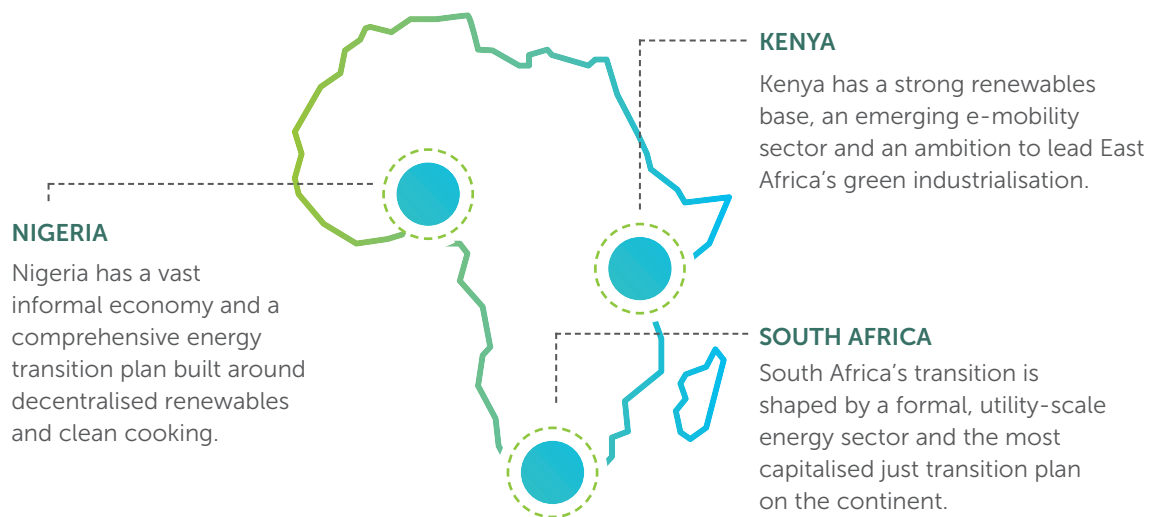 KENYA
Kenya has a strong renewables
base, an emerging e-mobility
sector and an ambition to lead East
Africa’s green industrialisation.
NIGERIA
Nigeria has a vast
informal economy and a
comprehensive energy
transition plan built around
decentralised renewables
and clean cooking.
SOUTH AFRICA
South Africa’s transition is
shaped by a formal, utility-scale
energy sector and the most
capitalised just transition plan
on the continent.